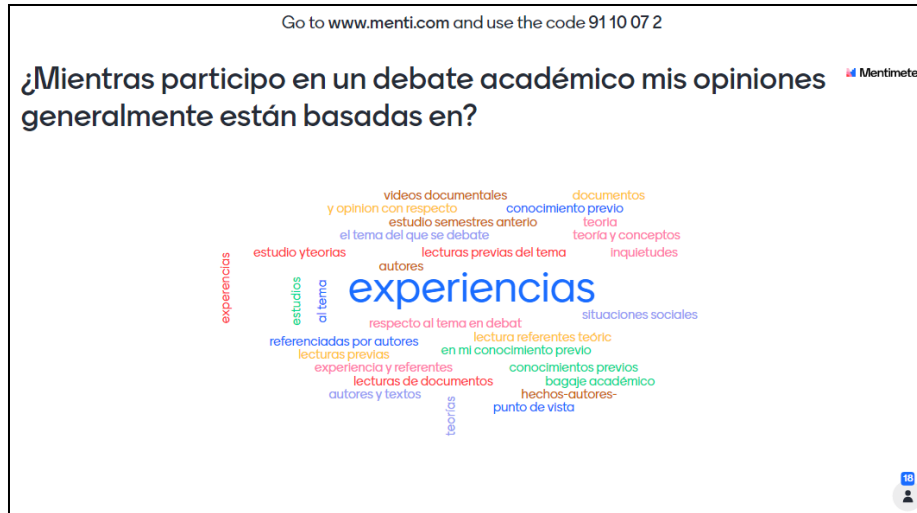 Go to www.menti.com and use the code 91 10 07 2
¿Mientras participo en un debate académico mis opiniones
generalmente están basadas en?
Mentimete
videos documentales
documentos
y opinion con respecto
conocimiento previo
estudio semestres anterio
teoria
el tema del que se debate
teoría y conceptos
estudio yteorias
lecturas previas del tema
inquietudes
autores
experencias
estudios
al tema
experiencias
situaciones sociales
respecto al tema en debat
referenciadas por autores
lectura referentes teóric
lecturas previas
en mi conocimiento previo
experiencia y referentes
conocimientos previos
lecturas de documentos
bagaje académico
autores y textos
hechos-autores-
teorías
punto de vista
18